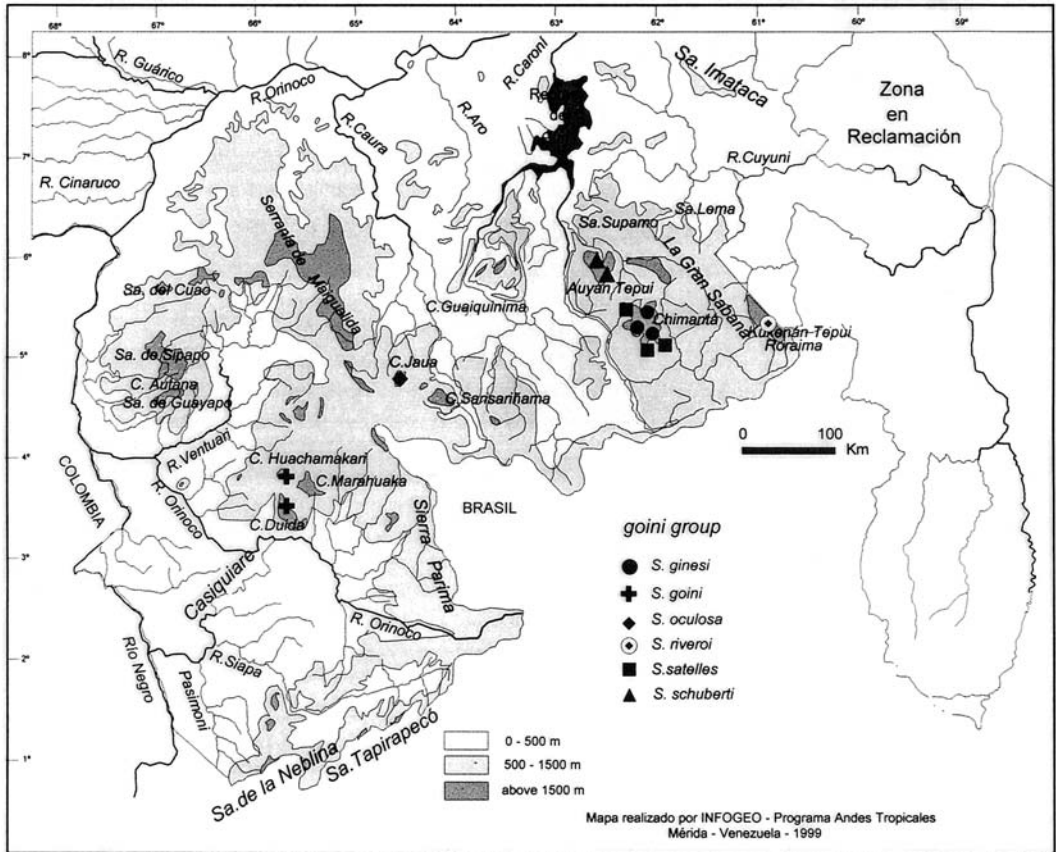 68° 67° 66° 65° 64° 63° 62° 61° 60° 59°
8°
7°
6°
5°
4°
3°
2°
1°
R. Guárico
R.Orinoco
R.Caroní
Sa. Imataca
R.Caura
R.Aro
Zona
en
Reclamación
R. Cinaruco
R.Cuyuni
Serranía de Maigualida
Sa.Supamo
Sa.Lema
La Gran Sabana
Sa. del Cuao
Auyán Tepui
C.Guaiquinima
Chimantá
Kukenán Tepui
Roraima
Sa. de Sipapo
C. Autana
Sa. de Guayapo
C.Jaua
C.Sarisariñama
0 100
Km
R.Ventuari
C. Huachamakari
C.Marahuaka
COLOMBIA
R. Orinoco
C.Duida
Sierra Parima
BRASIL
Casiquiare
goini group
S. ginesi
S. goini
S. oculosa
S. riveroi
S.satelles
S. schuberti
R. Orinoco
Río Negro
Pasimoni
R.Siapa
Sa.de la Neblina
Sa.Tapirapecó
0 - 500 m
500 - 1500 m
above 1500 m
Mapa realizado por INFOGEO - Programa Andes Tropicales
Mérida - Venezuela - 1999